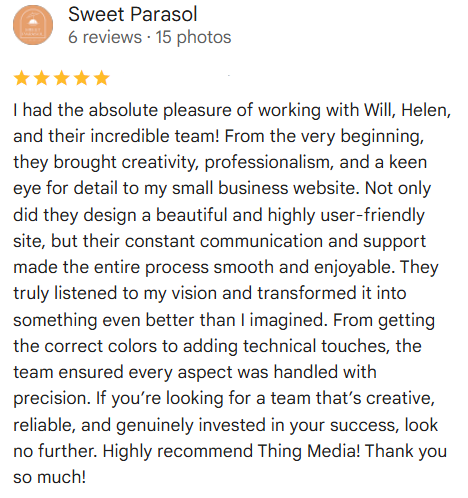 Sweet Parasol
6 reviews · 15 photos
I had the absolute pleasure of working with Will, Helen,
and their incredible team! From the very beginning,
they brought creativity, professionalism, and a keen
eye for detail to my small business website. Not only
did they design a beautiful and highly user-friendly
site, but their constant communication and support
made the entire process smooth and enjoyable. They
truly listened to my vision and transformed it into
something even better than I imagined. From getting
the correct colors to adding technical touches, the
team ensured every aspect was handled with
precision. If you’re looking for a team that’s creative,
reliable, and genuinely invested in your success, look
no further. Highly recommend Thing Media! Thank you
so much!